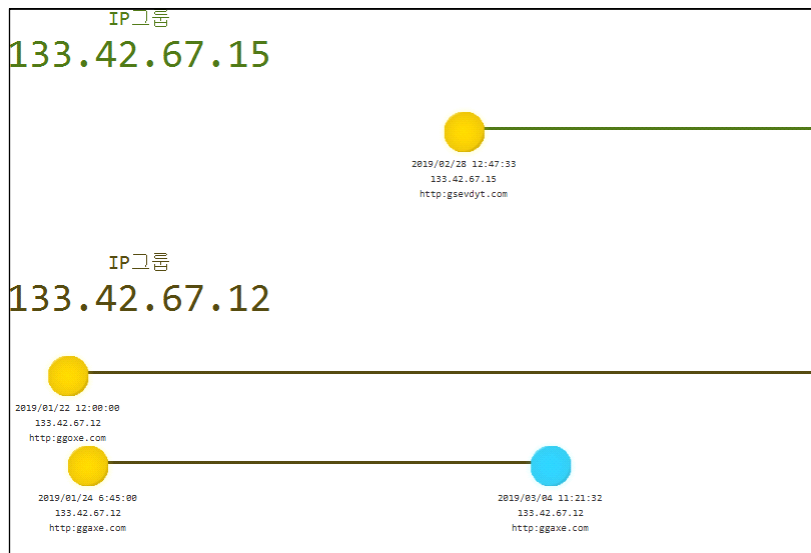 IP그룹
133.42.67.15
2019/02/28 12:47:33
133.42.67.15
http:gsevdyt.com
IP그룹
133.42.67.12
2019/01/22 12:00:00
133.42.67.12
http:ggoxe.com
2019/01/24 6:45:00
133.42.67.12
http:ggaxe.com
2019/03/04 11:21:32
133.42.67.12
http:ggaxe.com